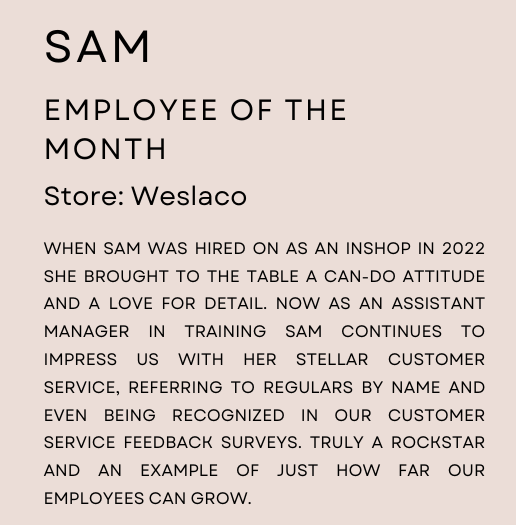 SAM
EMPLOYEE OF THE
MONTH
Store: Weslaco
WHEN SAM WAS HIRED ON AS AN INSHOP IN 2022
SHE BROUGHT TO THE TABLE A CAN-DO ATTITUDE
AND A LOVE FOR DETAIL. NOW AS AN ASSISTANT
MANAGER IN TRAINING SAM CONTINUES TO
IMPRESS US WITH HER STELLAR CUSTOMER
SERVICE, REFERRING TO REGULARS BY NAME AND
EVEN BEING RECOGNIZED IN OUR CUSTOMER
SERVICE FEEDBACK SURVEYS. TRULY A ROCKSTAR
AND AN EXAMPLE OF JUST HOW FAR OUR
EMPLOYEES CAN GROW.